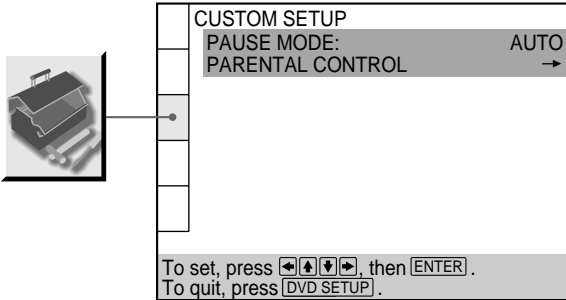 CUSTOM SETUP
PAUSE MODE: AUTO
PARENTAL CONTROL →
To set, press ←↑↓→, then ENTER.
To quit, press DVD SETUP.